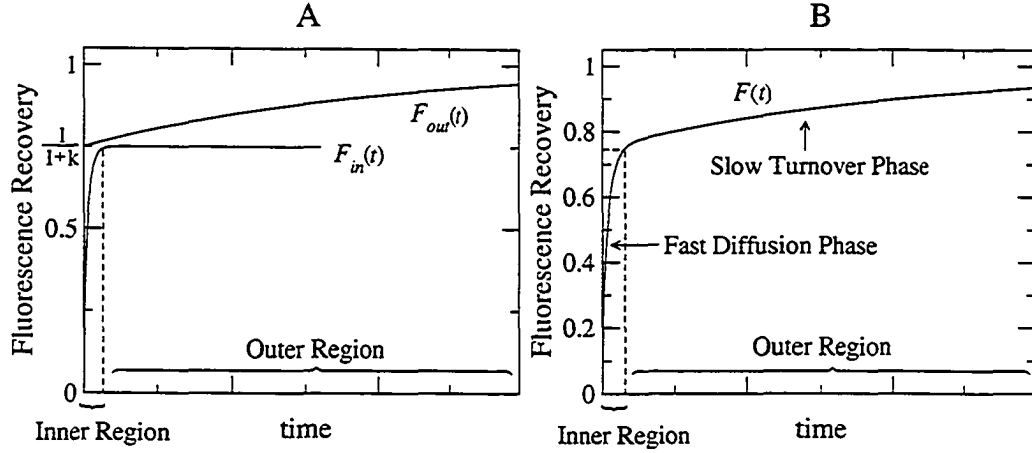 A
Fluorescence Recovery
1
1
1+k
0.5
0
F_out(t)
F_in(t)
Outer Region
Inner Region
time
B
Fluorescence Recovery
1
0.8
0.6
0.4
0.2
0
F(t)
Slow Turnover Phase
Fast Diffusion Phase
Outer Region
Inner Region
time